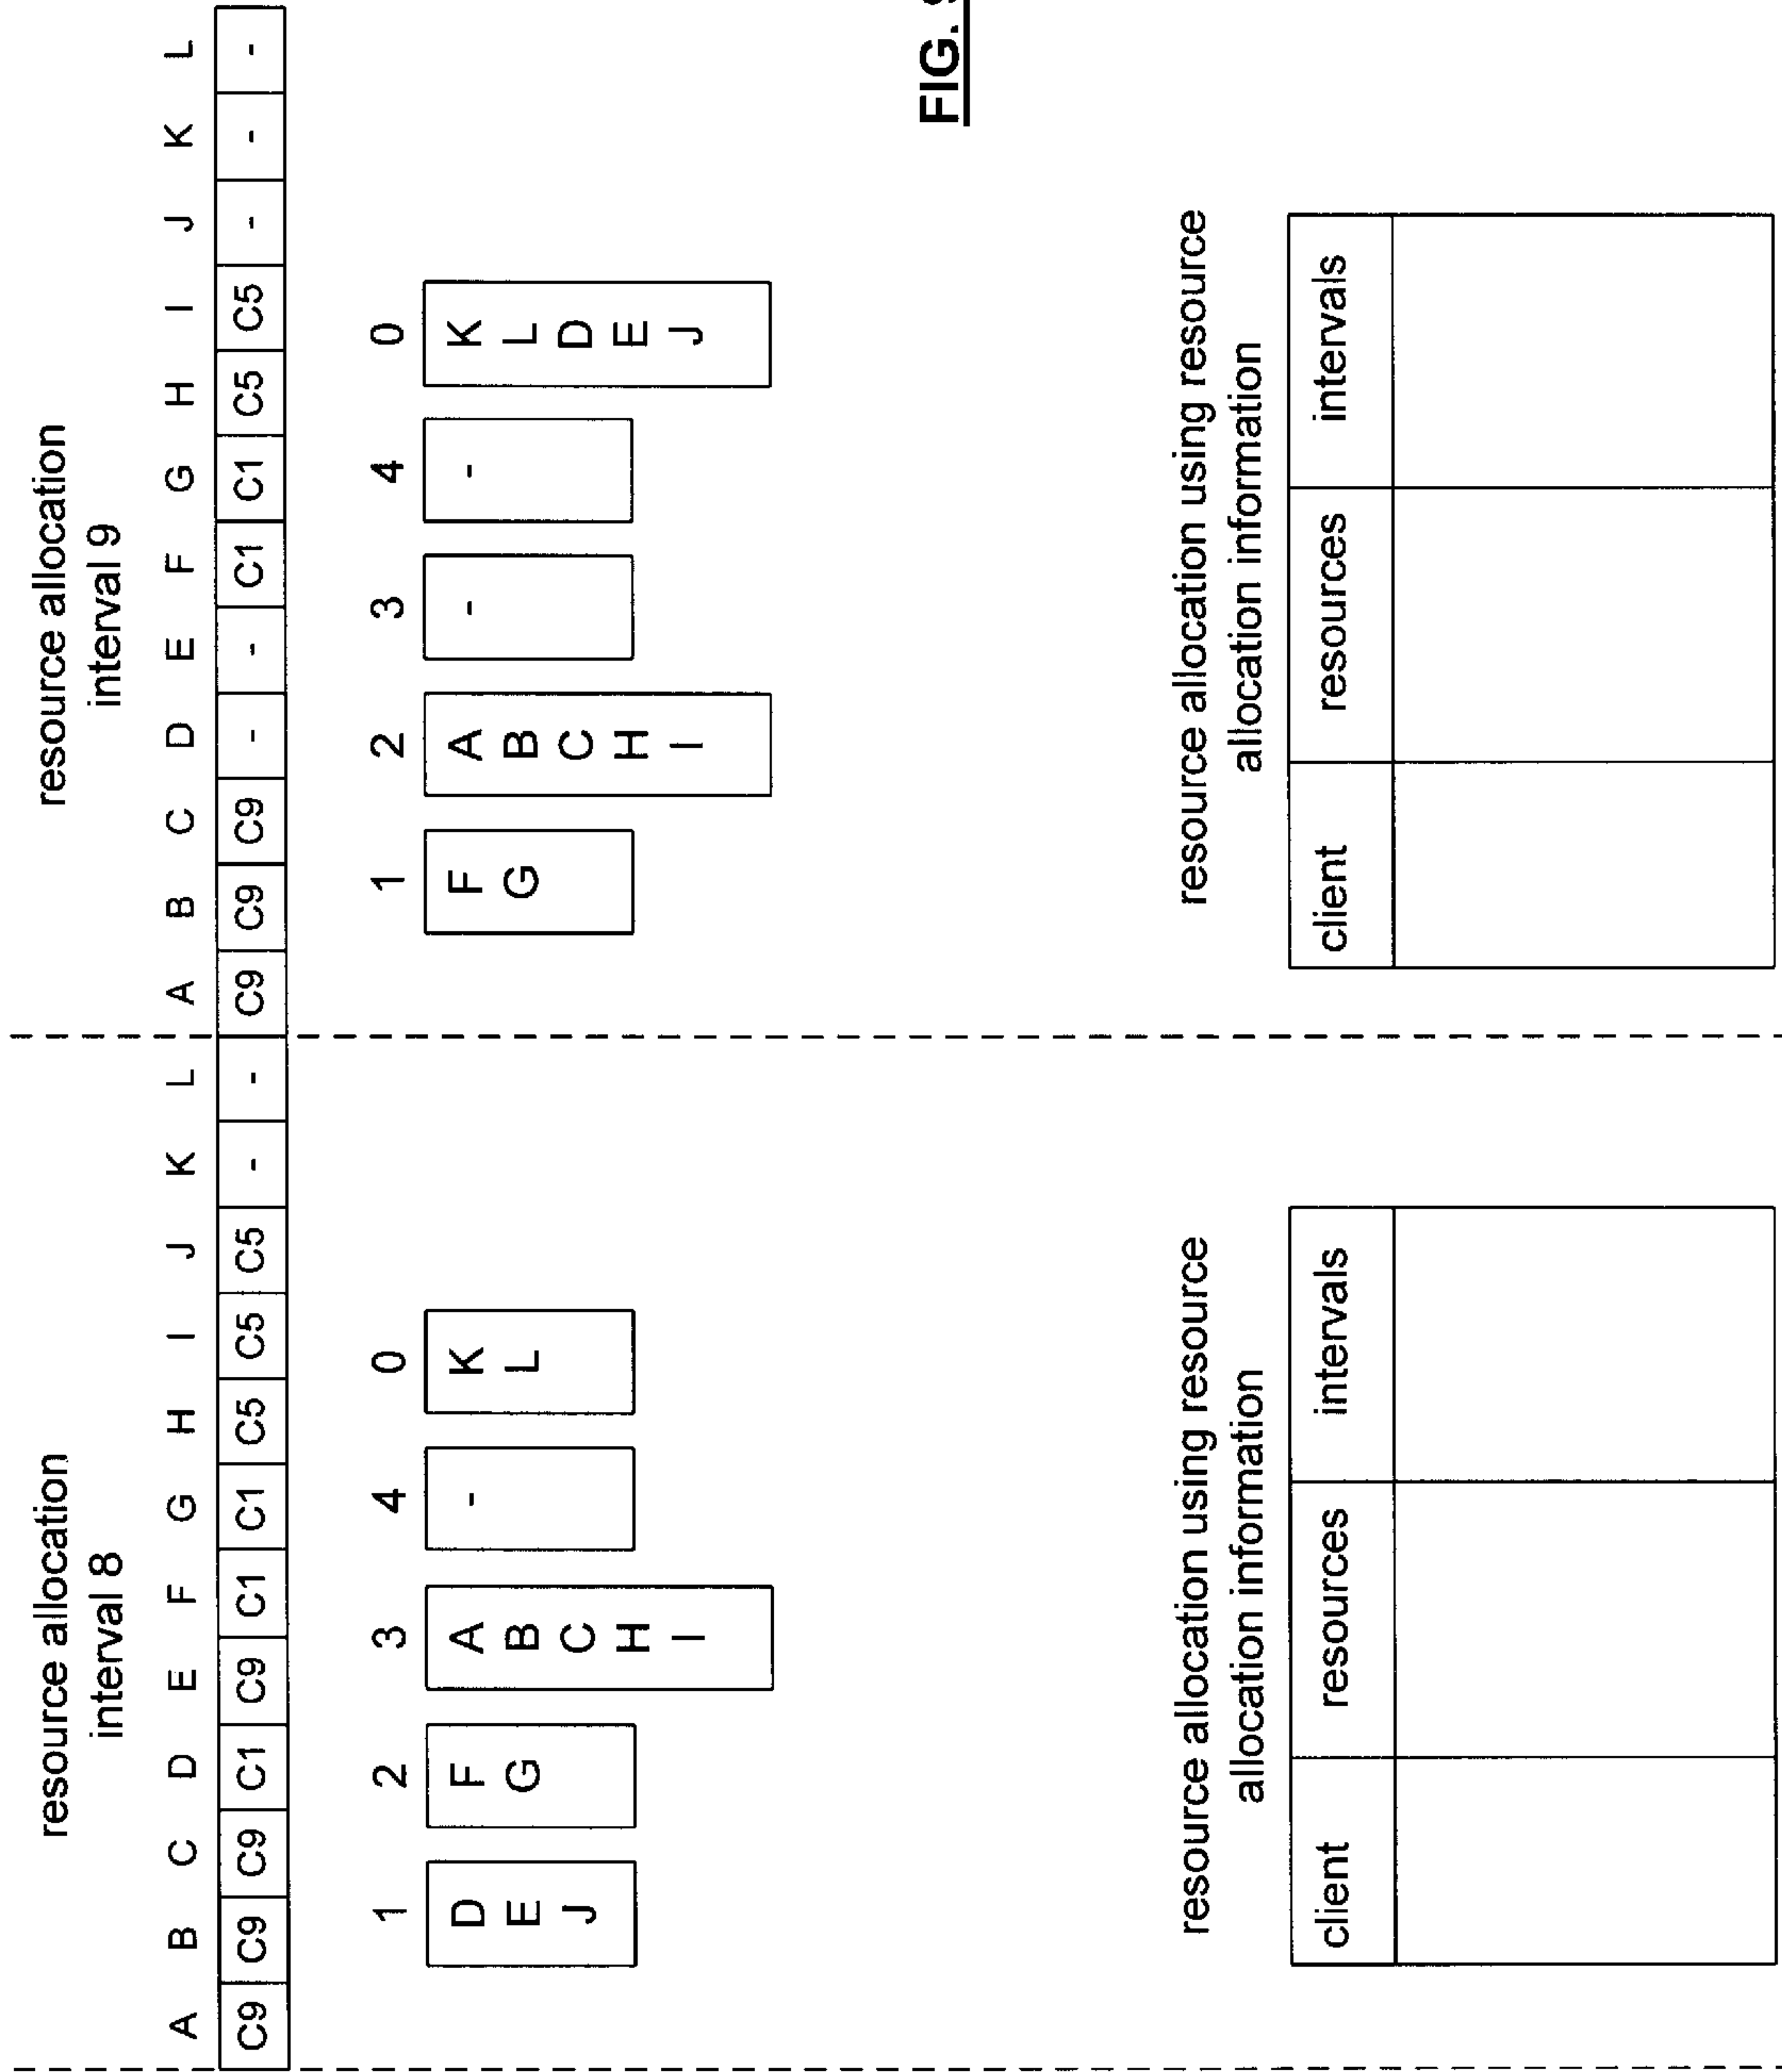 resource allocation
interval 8
A B C D E F G H I J K L
C9 C9 C9 C1 C9 C1 C1 C5 C5 C5 - -
1 2 3 4 0
D E J
F G
A B C H I
-
K L
resource allocation using resource
allocation information
client resources intervals
resource allocation
interval 9
A B C D E F G H I J K L
C9 C9 C9 - - C1 C1 C5 C5 - - -
1 2 3 4 0
F G
A B C H I
-
-
K L D E J
resource allocation using resource
allocation information
client resources intervals
FIG.